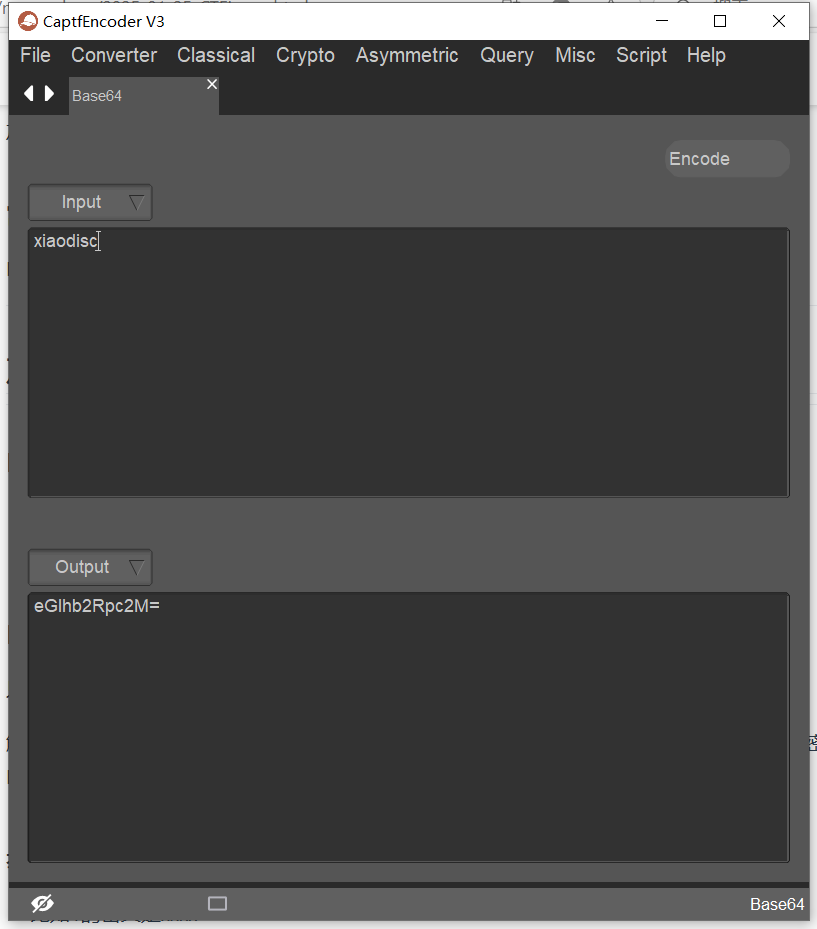 CaptfEncoder V3
File Converter Classical Crypto Asymmetric Query Misc Script Help
Base64
Encode
Input
xiaodisc
Output
eGlhb2Rpc2M=
Base64